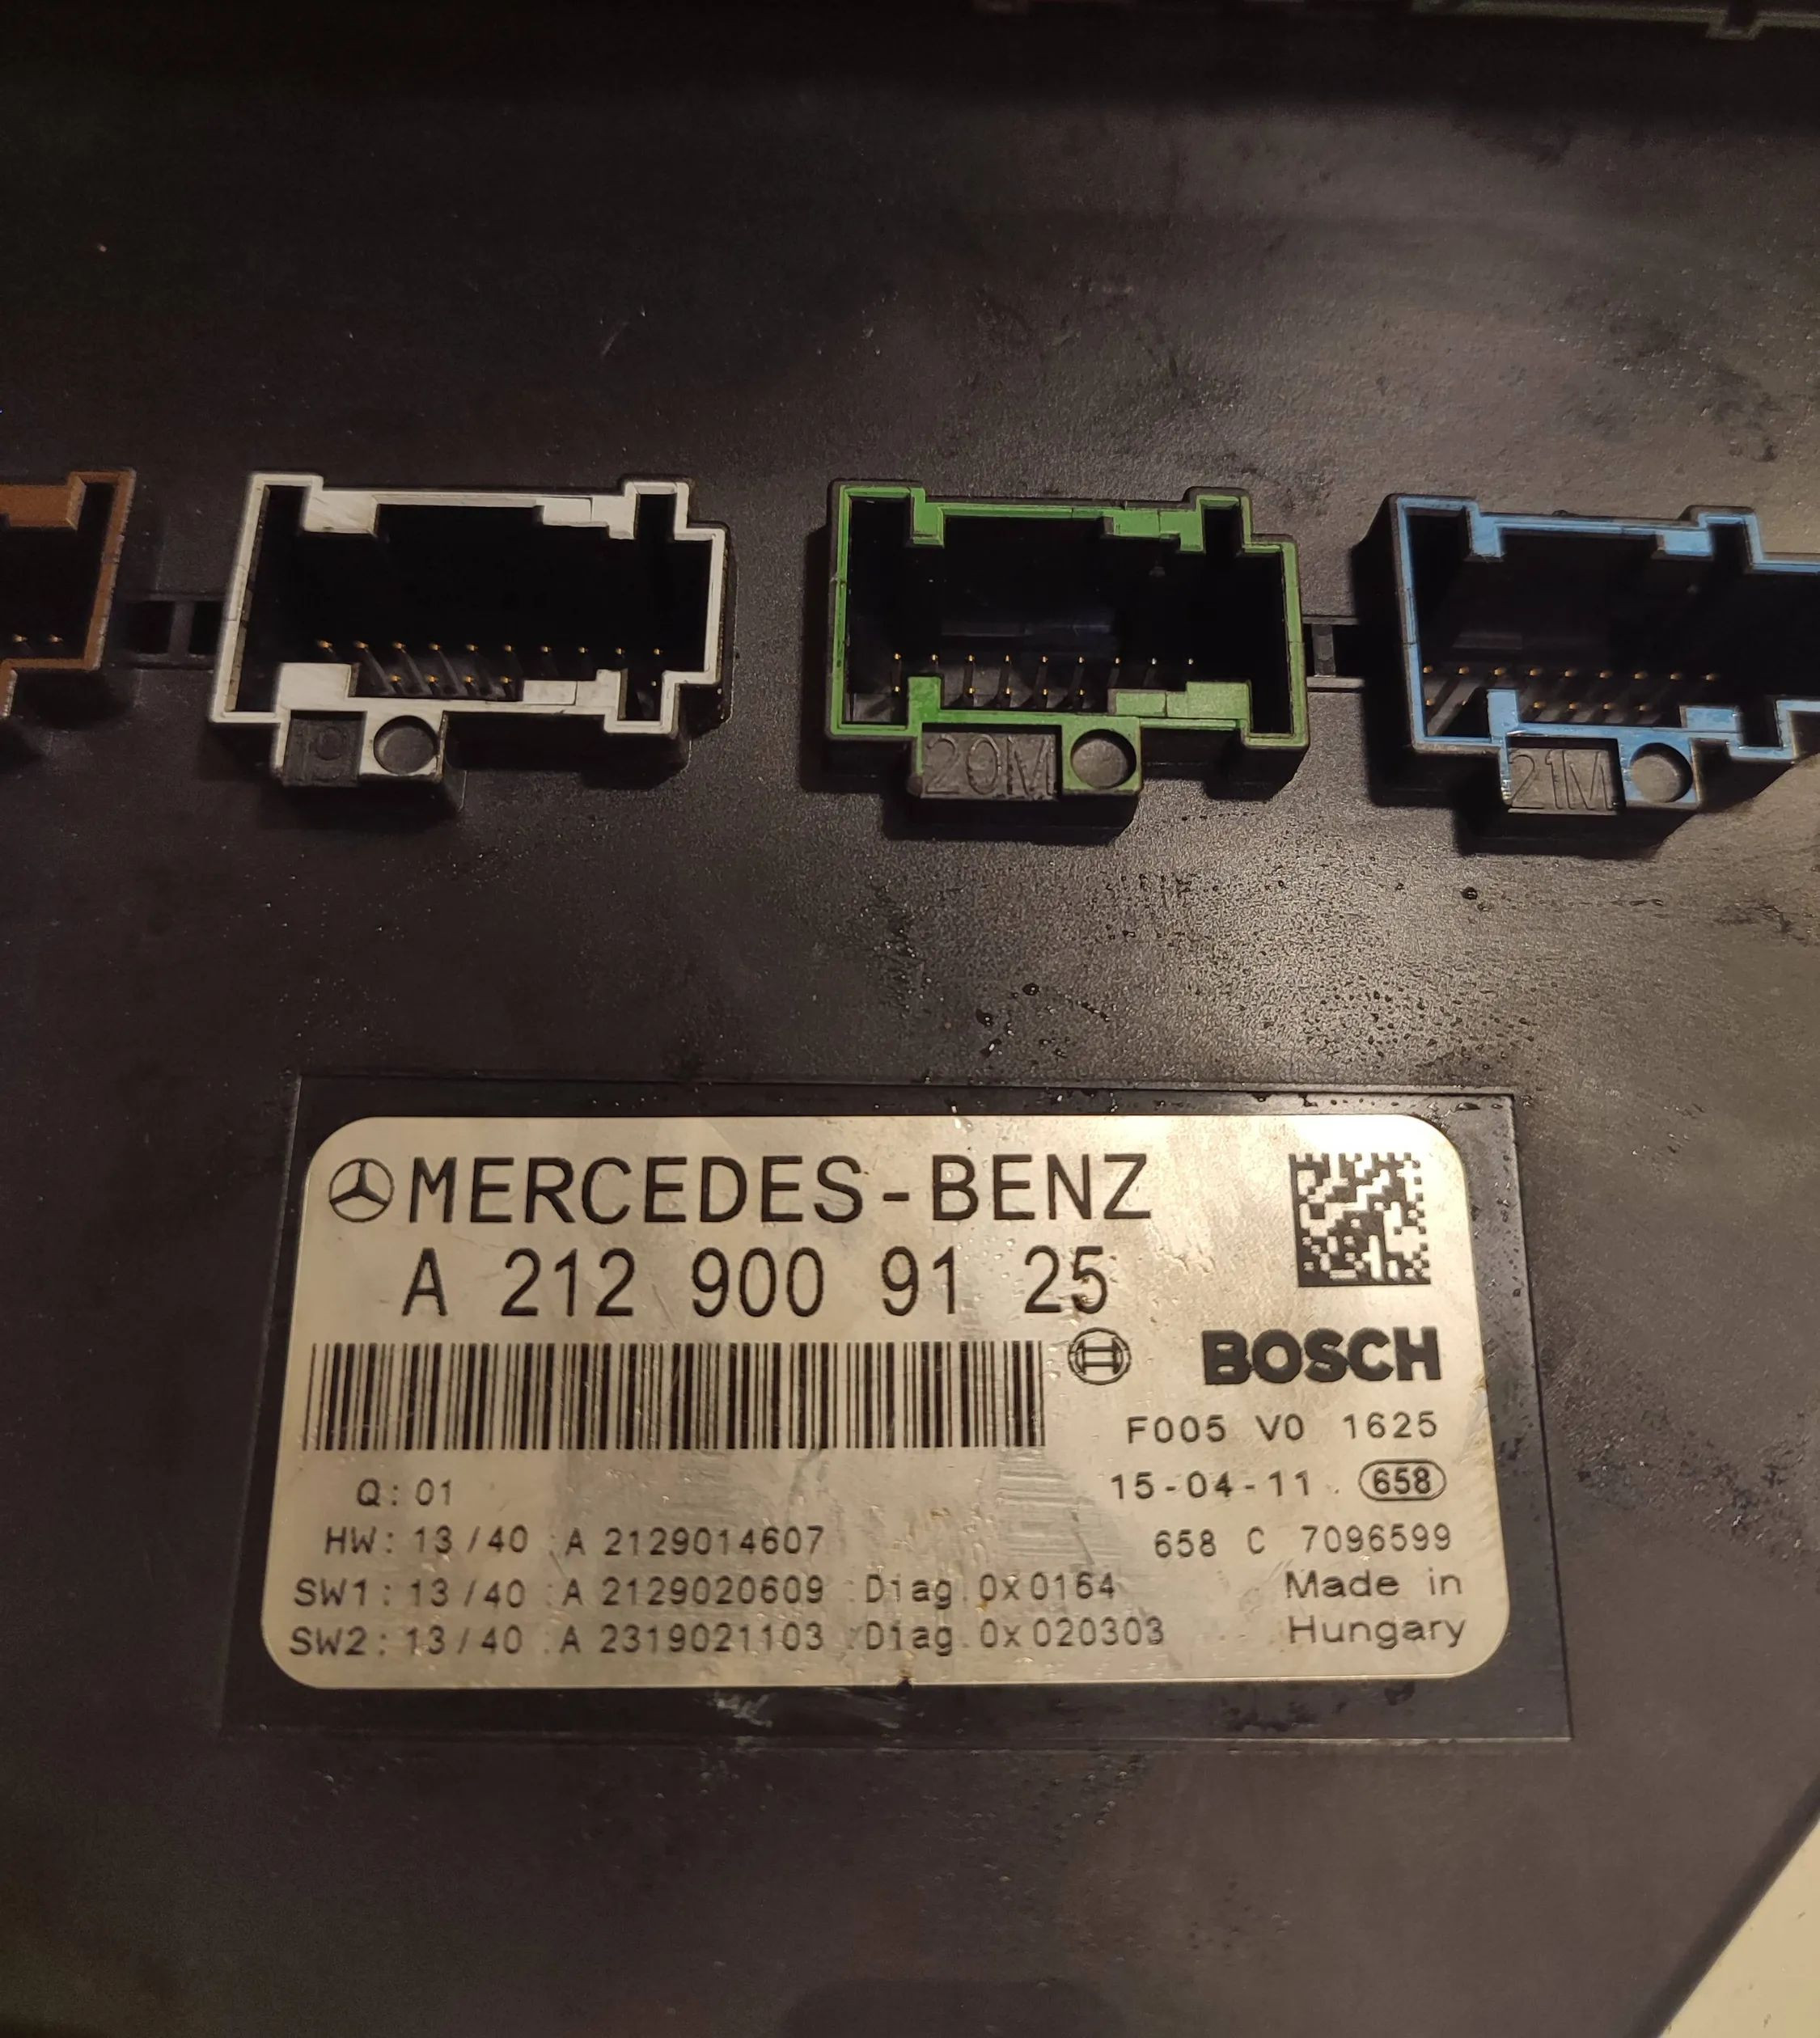 19
20M
21M
MERCEDES-BENZ
A 212 900 91 25
BOSCH
F005 V0 1625
Q: 01
15-04-11. 658
HW: 13/40 :A 2129014607
658 C 7096599
SW1: 13/40 :A 2129020609 :Diag.0x0164
Made in
SW2: 13/40 :A 2319021103 :Diag.0x020303
Hungary